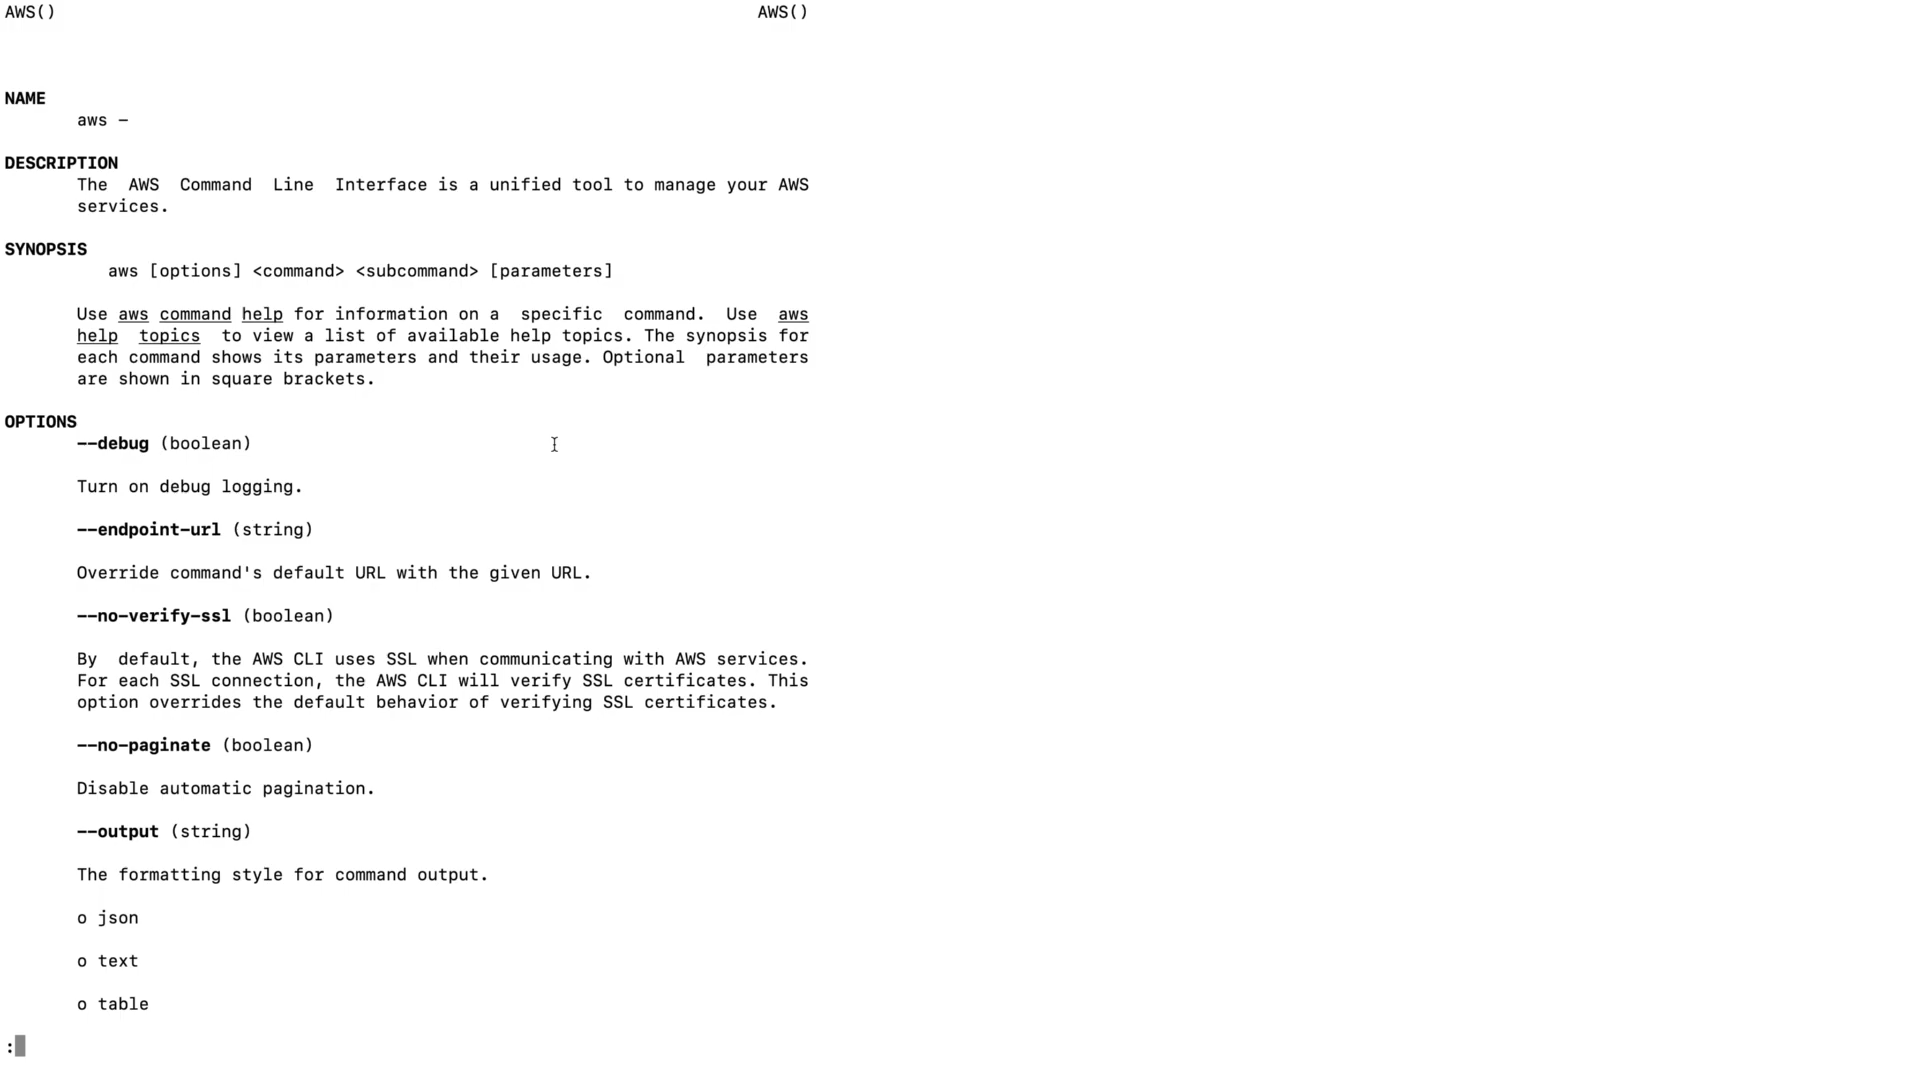 AWS() AWS()
NAME
aws –
DESCRIPTION
The AWS Command Line Interface is a unified tool to manage your AWS
services.
SYNOPSIS
aws [options] <command> <subcommand> [parameters]
Use aws command help for information on a specific command. Use aws
help topics to view a list of available help topics. The synopsis for
each command shows its parameters and their usage. Optional parameters
are shown in square brackets.
OPTIONS
--debug (boolean)
Turn on debug logging.
--endpoint-url (string)
Override command's default URL with the given URL.
--no-verify-ssl (boolean)
By default, the AWS CLI uses SSL when communicating with AWS services.
For each SSL connection, the AWS CLI will verify SSL certificates. This
option overrides the default behavior of verifying SSL certificates.
--no-paginate (boolean)
Disable automatic pagination.
--output (string)
The formatting style for command output.
o json
o text
o table
: